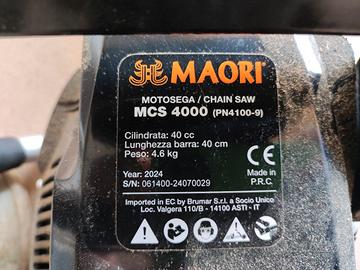 MAORI
MOTOSEGA / CHAIN SAW
MCS 4000 (PN4100-9)
Cilindrata: 40 cc
Lunghezza barra: 40 cm
Peso: 4.6 kg
CE
Year: 2024
Made in
S/N: 061400-24070029
P.R.C.
Imported in EC by Brumar S.r.l. a Socio Unico
Loc. Valgera 110/B - 14100 ASTI - IT